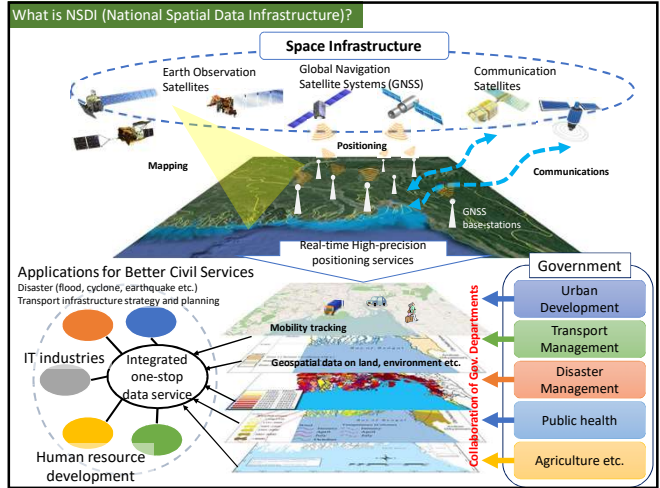 What is NSDI (National Spatial Data Infrastructure)?
Space Infrastructure
Earth Observation
Satellites
Global Navigation
Satellite Systems (GNSS)
Communication
Satellites
Mapping
Positioning
Communications
GNSS
base-stations
Real-time High-precision
positioning services
Applications for Better Civil Services
Disaster (flood, cyclone, earthquake etc.)
Transport infrastructure strategy and planning
IT industries
Integrated
one-stop
data service
Human resource
development
Mobility tracking
Geospatial data on land, environment etc.
Collaboration of Gov. Departments
Government
Urban
Development
Transport
Management
Disaster
Management
Public health
Agriculture etc.